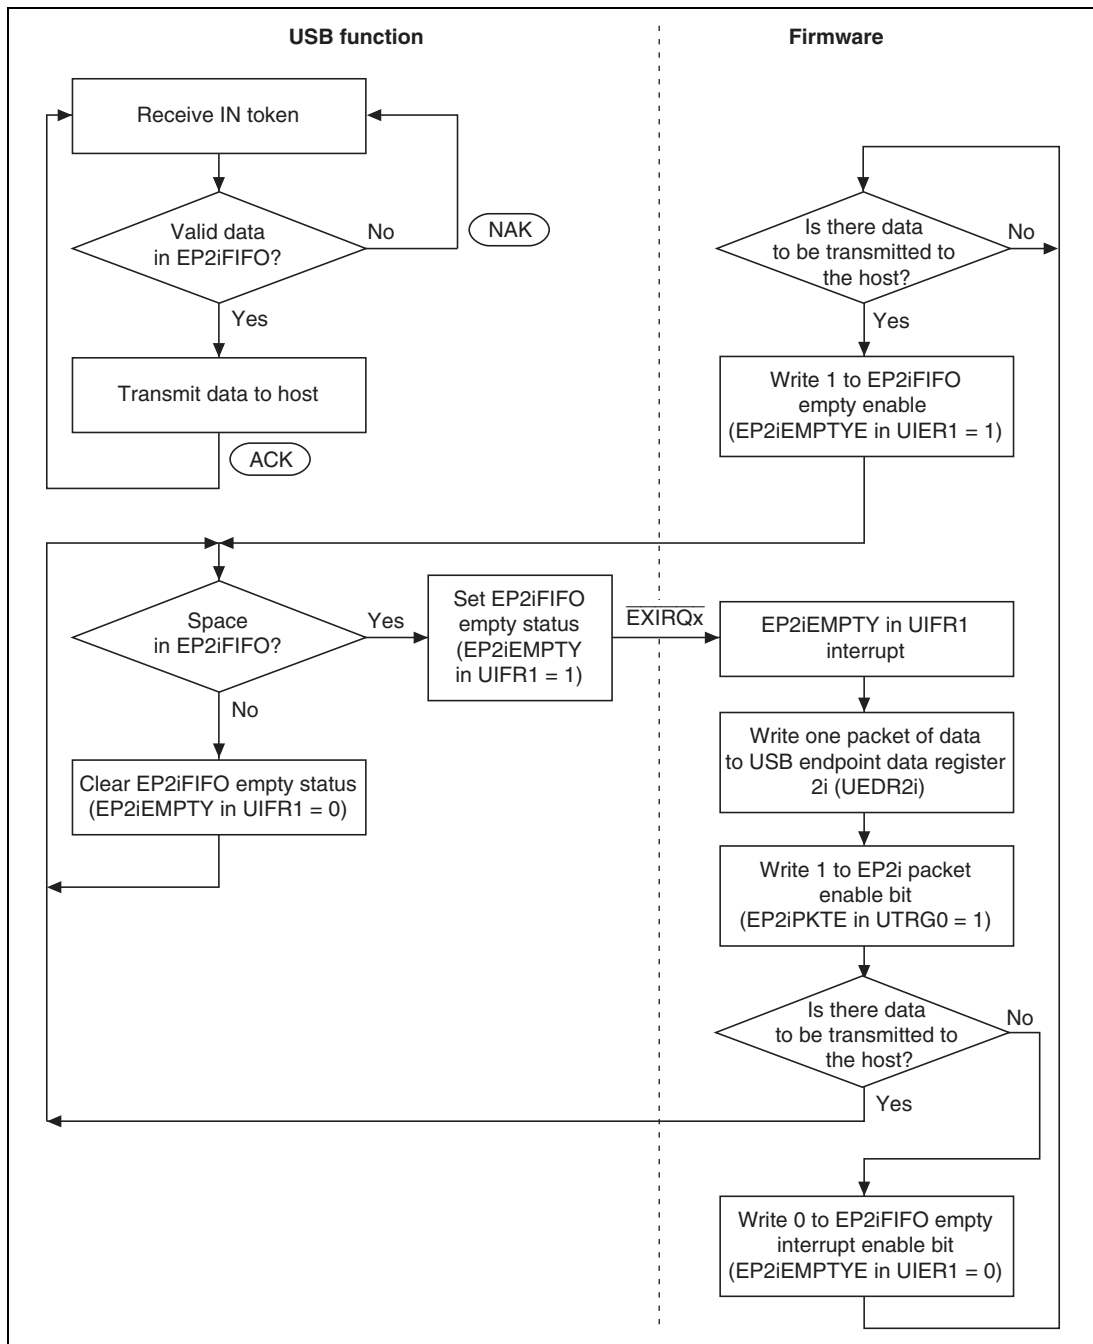 USB function
Firmware
Receive IN token
Valid data
in EP2iFIFO?
No
NAK
Yes
Transmit data to host
ACK
Is there data
to be transmitted to
the host?
No
Yes
Write 1 to EP2iFIFO
empty enable
(EP2iEMPTYE in UIER1 = 1)
Space
in EP2iFIFO?
Yes
No
Set EP2iFIFO
empty status
(EP2iEMPTY
in UIFR1 = 1)
EXIRQx
EP2iEMPTY in UIFR1
interrupt
Clear EP2iFIFO empty status
(EP2iEMPTY in UIFR1 = 0)
Write one packet of data
to USB endpoint data register
2i (UEDR2i)
Write 1 to EP2i packet
enable bit
(EP2iPKTE in UTRG0 = 1)
Is there data
to be transmitted to
the host?
No
Yes
Write 0 to EP2iFIFO empty
interrupt enable bit
(EP2iEMPTYE in UIER1 = 0)